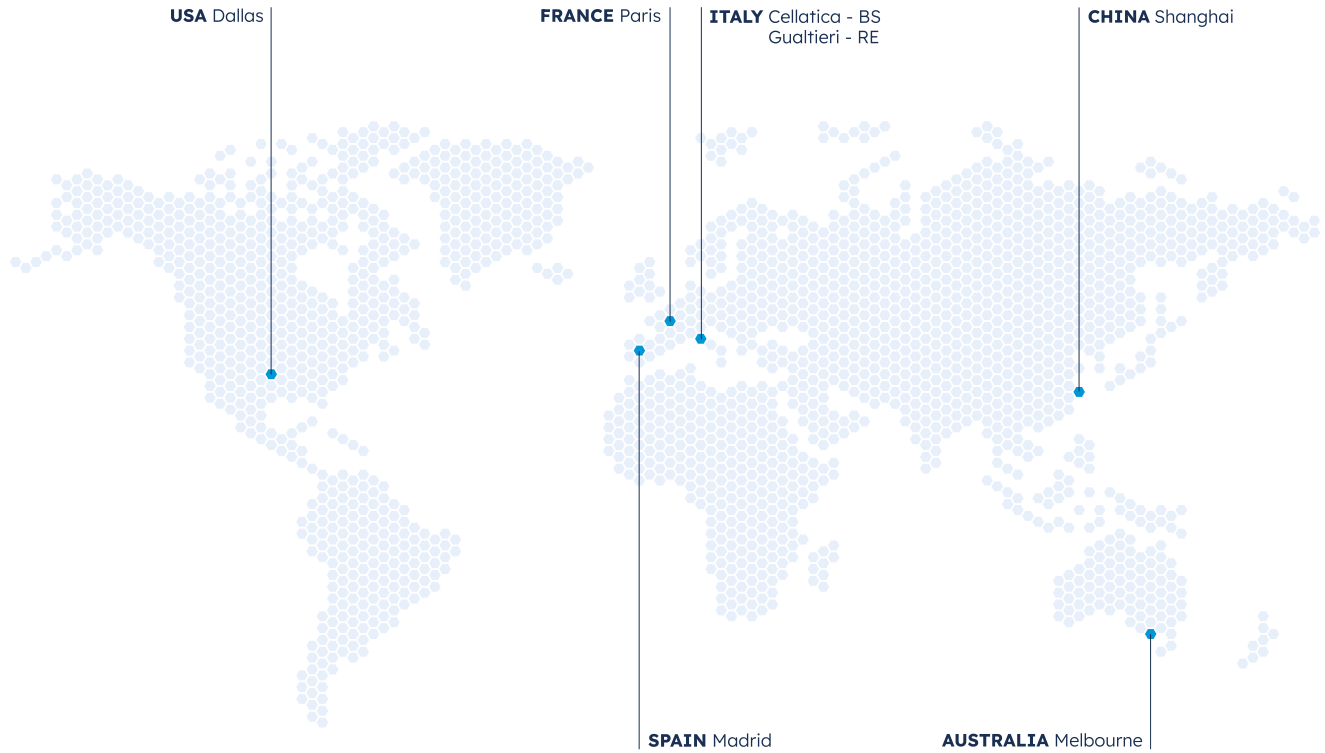 USA Dallas
FRANCE Paris
ITALY Cellatica - BS
Gualtieri - RE
CHINA Shanghai
SPAIN Madrid
AUSTRALIA Melbourne